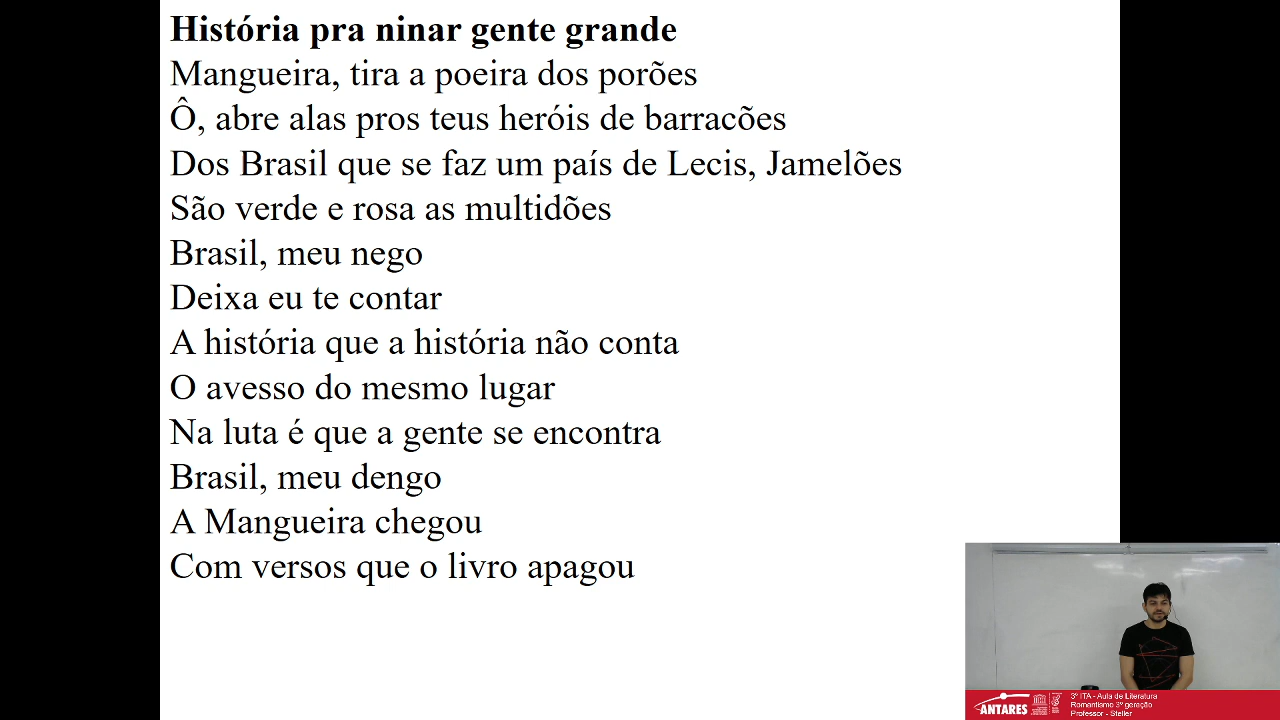 História pra ninar gente grande
Mangueira, tira a poeira dos porões
Ô, abre alas pros teus heróis de barracões
Dos Brasil que se faz um país de Lecis, Jamelões
São verde e rosa as multidões
Brasil, meu nego
Deixa eu te contar
A história que a história não conta
O avesso do mesmo lugar
Na luta é que a gente se encontra
Brasil, meu dengo
A Mangueira chegou
Com versos que o livro apagou
ANTARES
3º ITA - Aula de Literatura
Romantismo 3ª geração
Professor - Steller